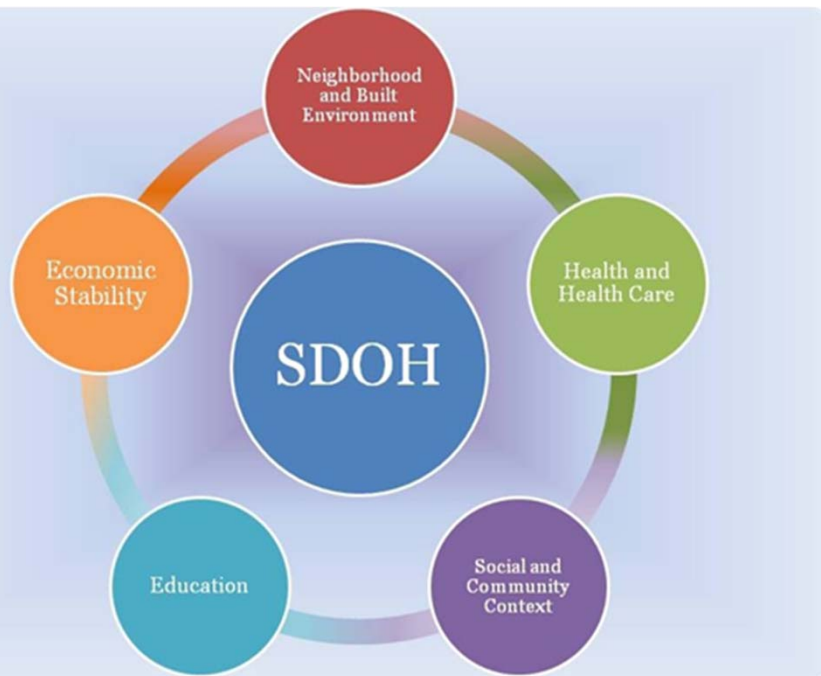 Neighborhood
and Built
Environment
Economic
Stability
Health and
Health Care
SDOH
Education
Social and
Community
Context